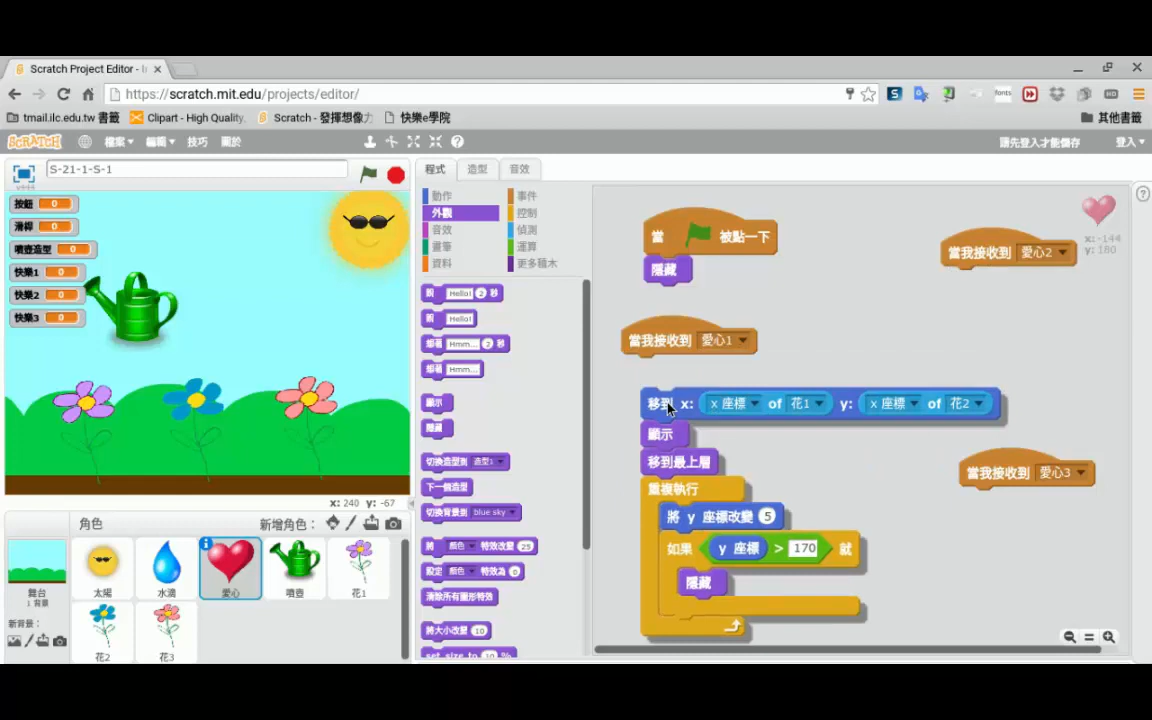 Scratch Project Editor - I
https://scratch.mit.edu/projects/editor/
tmail.ilc.edu.tw 書籤
Clipart - High Quality,
Scratch - 發揮想像力
快樂e學院
其他書籤
SCRATCH
檔案
編輯
技巧
關於
請先登入才能儲存
登入
S-21-1-S-1
v444
按鈕 0
滑桿 0
噴壺造型 0
快樂1 0
快樂2 0
快樂3 0
x: 240 y: -67
角色
新增角色：
舞台
1 背景
新背景：
太陽
水滴
愛心
噴壺
花1
花2
花3
程式
造型
音效
動作
外觀
音效
畫筆
資料
事件
控制
偵測
運算
更多積木
說 Hello! 2 秒
說 Hello!
想著 Hmm... 2 秒
想著 Hmm...
顯示
隱藏
切換造型到 造型1
下一個造型
切換背景到 blue sky
將 顏色 特效改變 25
設定 顏色 特效為 0
清除所有圖形特效
將大小改變 10
set size to 10 %
當 被點一下
隱藏
當我接收到 愛心1
當我接收到 愛心2
當我接收到 愛心3
x: -144
y: 180
移到 x: x 座標 of 花1 y: x 座標 of 花2
顯示
移到最上層
重複執行
將 y 座標改變 5
如果 y 座標 > 170 就
隱藏